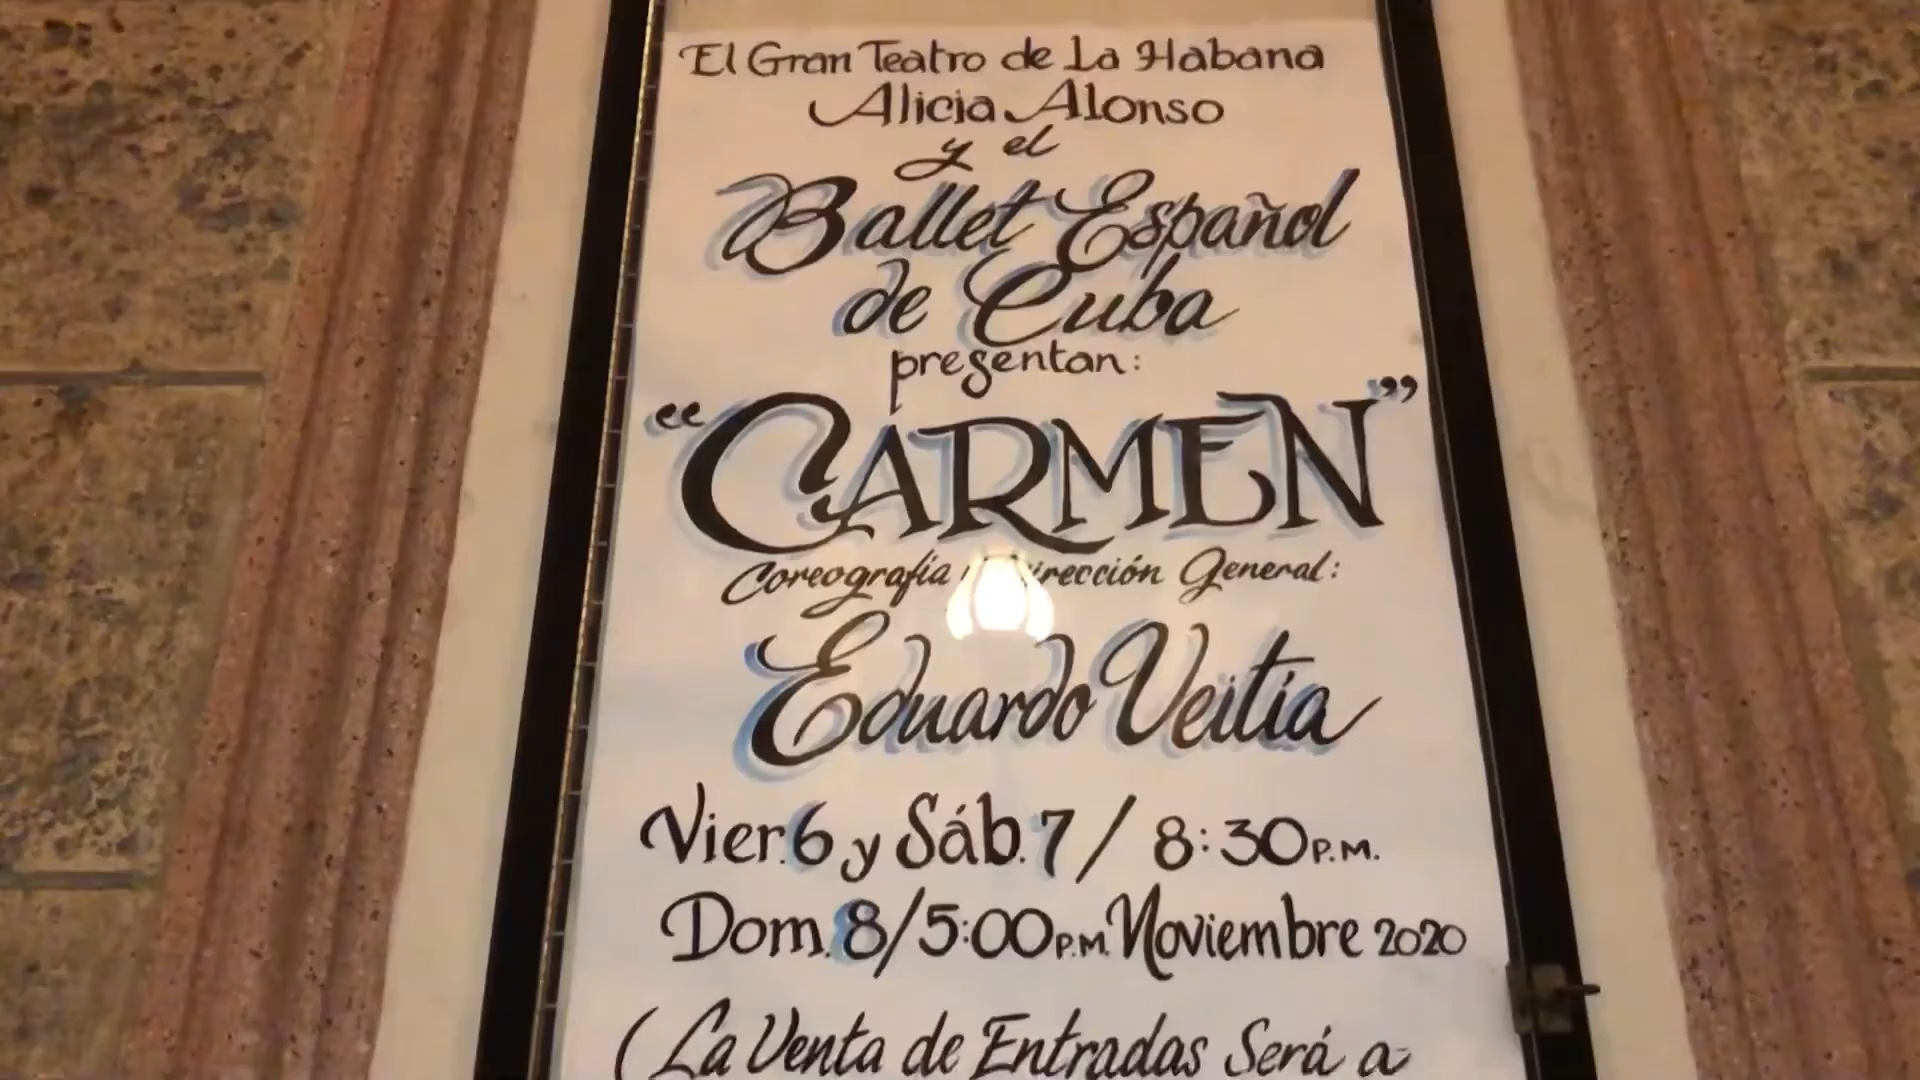 El Gran Teatro de La Habana
Alicia Alonso
y el
Ballet Español
de Cuba
presentan:
"CARMEN"
Coreografía Dirección General:
Eduardo Veitía
Vier. 6 y Sáb. 7 / 8:30 P.M.
Dom. 8/5:00 P.M. Noviembre 2020
(La Venta de Entradas Será a